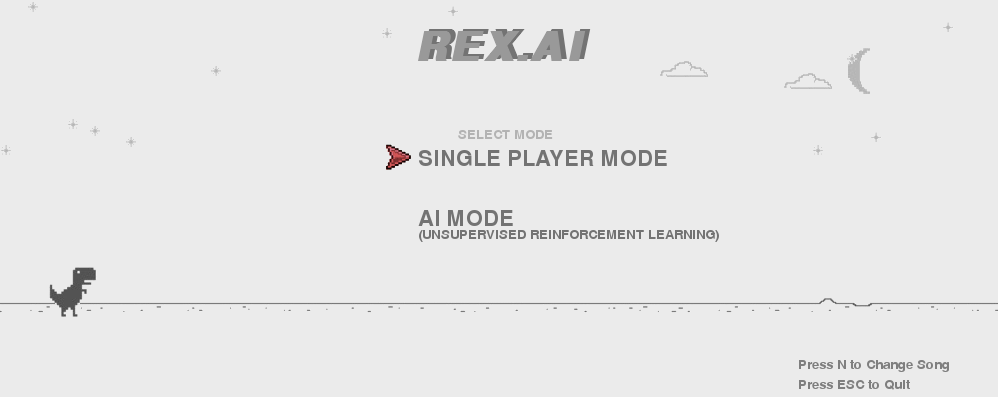 REX.AI
SELECT MODE
SINGLE PLAYER MODE
AI MODE
(UNSUPERVISED REINFORCEMENT LEARNING)
Press N to Change Song
Press ESC to Quit